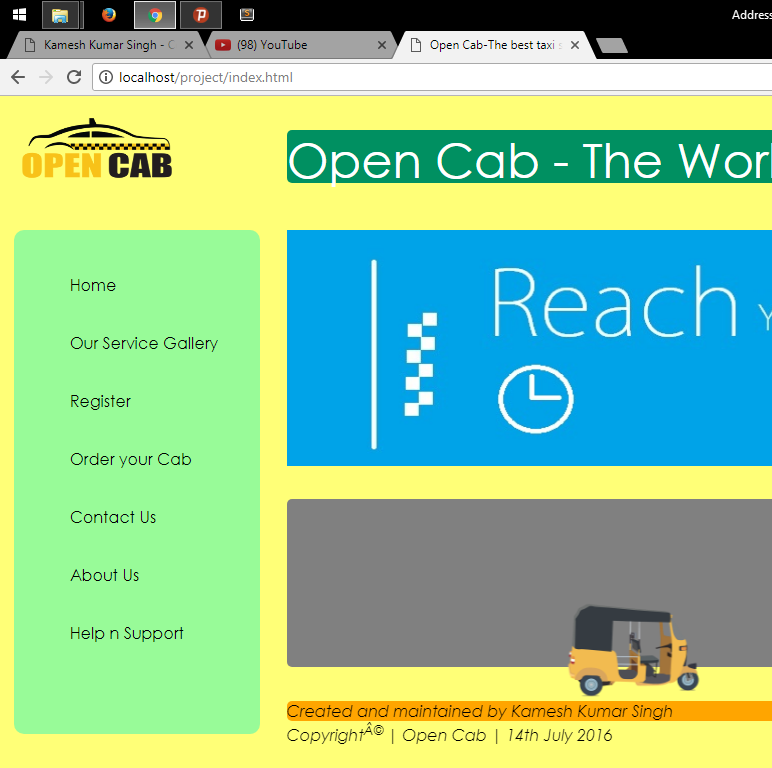 Address
Kamesh Kumar Singh - C
(98) YouTube
Open Cab-The best taxi s
localhost/project/index.html
OPEN CAB
Open Cab - The Worl
Home
Our Service Gallery
Register
Order your Cab
Contact Us
About Us
Help n Support
Reach Y
Created and maintained by Kamesh Kumar Singh
CopyrightÂ© | Open Cab | 14th July 2016